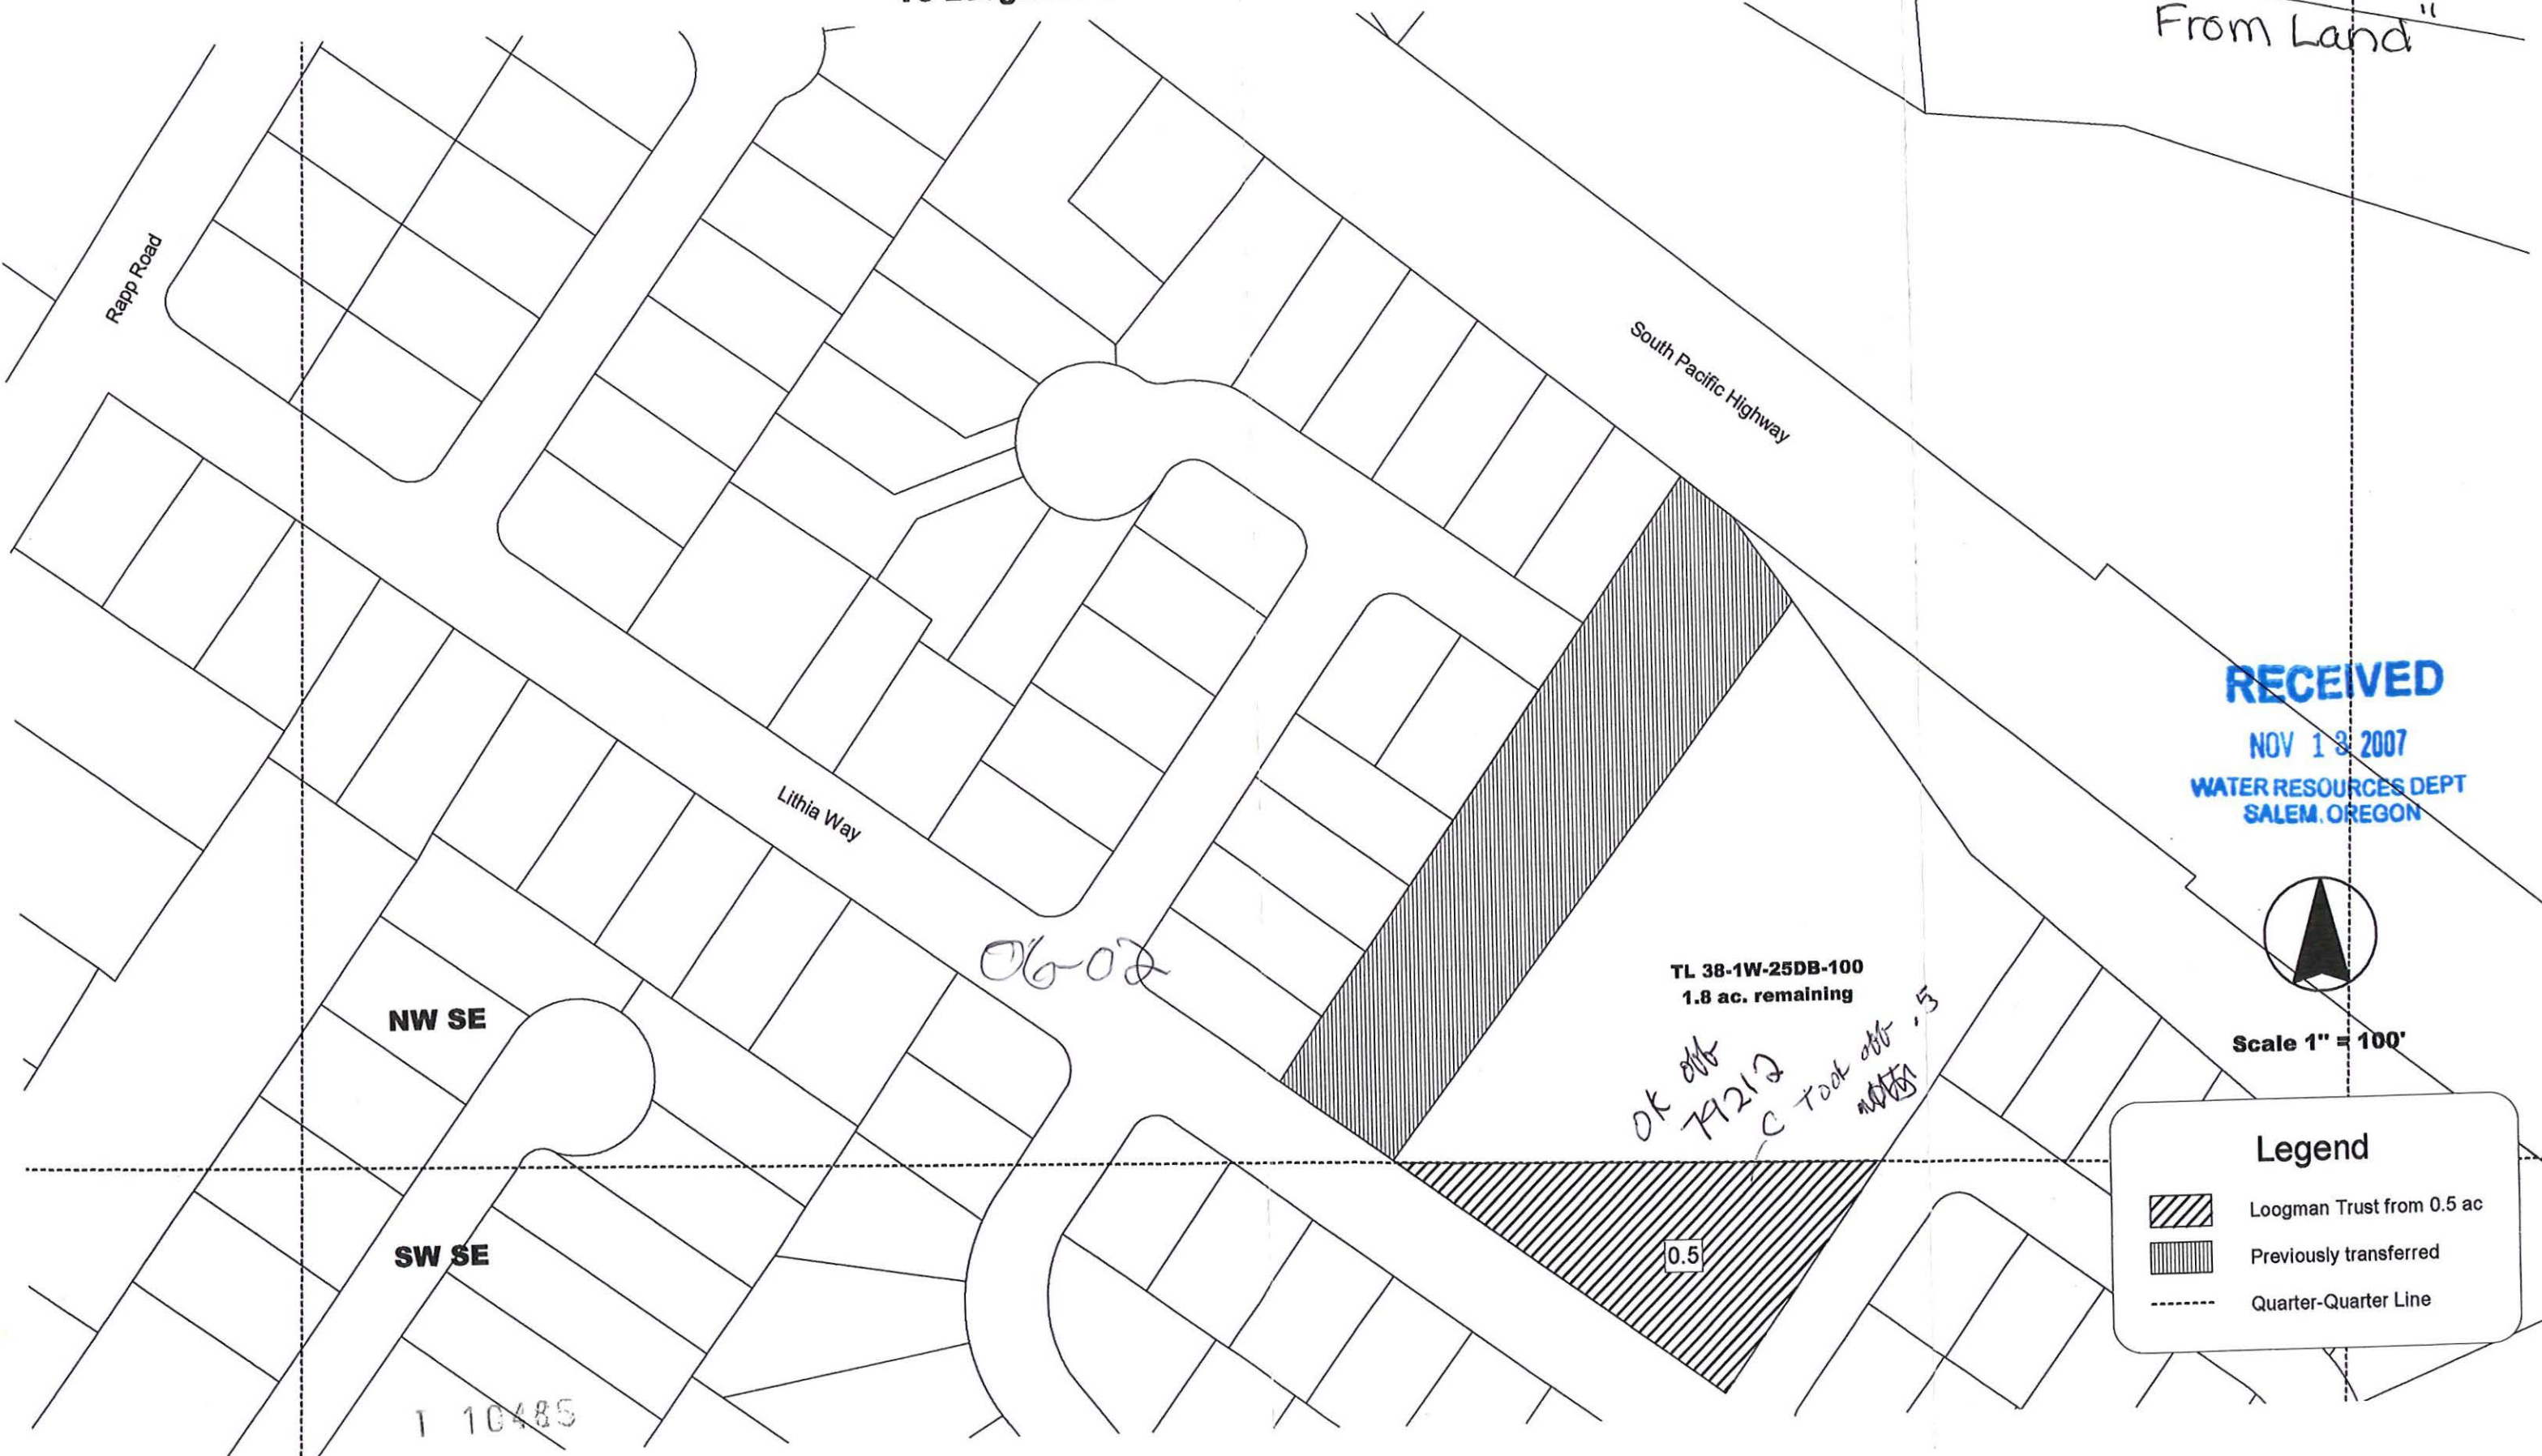 From Land"
Rapp Road
South Pacific Highway
RECEIVED
NOV 13 2007
WATER RESOURCES DEPT
SALEM, OREGON
Lithia Way
06-02
TL 38-1W-25DB-100
1.8 ac. remaining
OK off
79212
C took off .5
NW SE
Scale 1" = 100'
Legend
Loogman Trust from 0.5 ac
Previously transferred
Quarter-Quarter Line
SW SE
0.5
T 10485